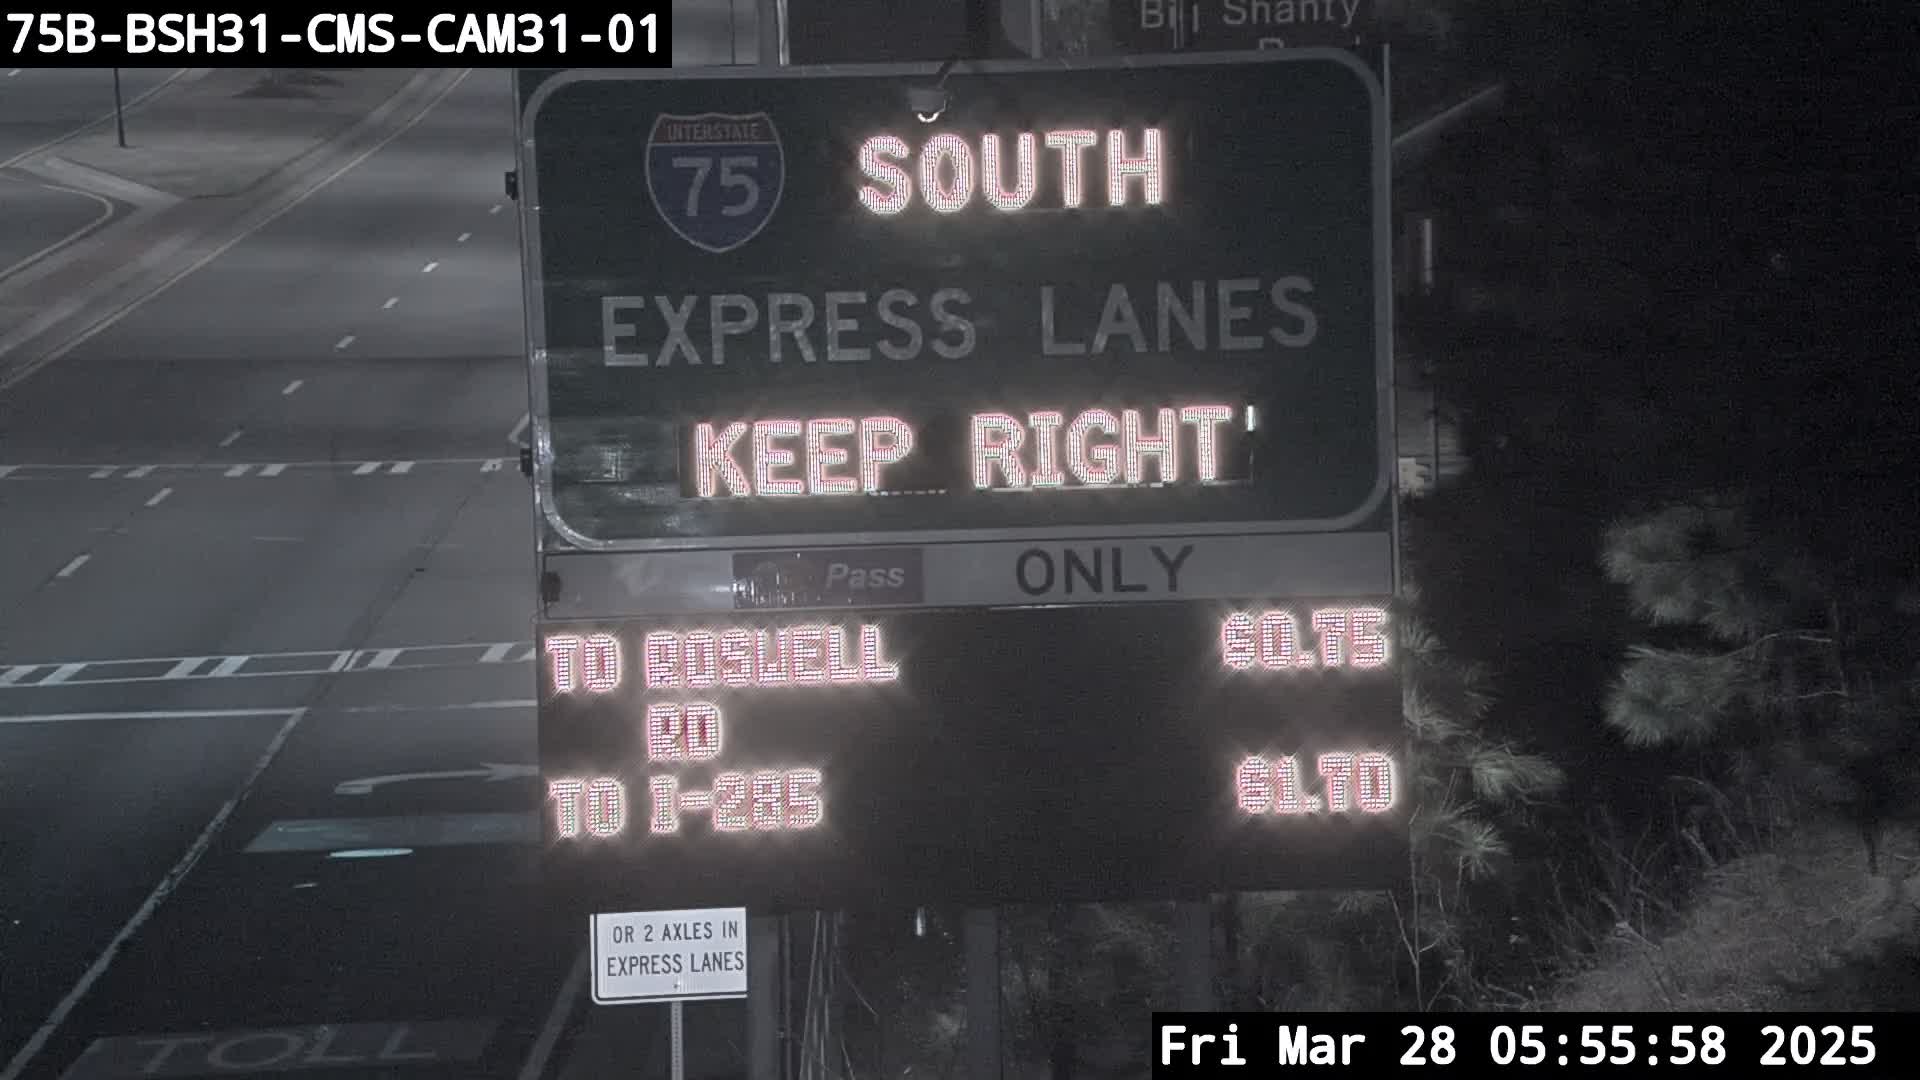 75B-BSH31-CMS-CAM31-01
Shanty
INTERSTATE
75
SOUTH
EXPRESS LANES
KEEP RIGHT
Pass ONLY
TO ROSWELL $0.75
RD
TO I-285 $1.70
OR 2 AXLES IN
EXPRESS LANES
TOLL
Fri Mar 28 05:55:58 2025